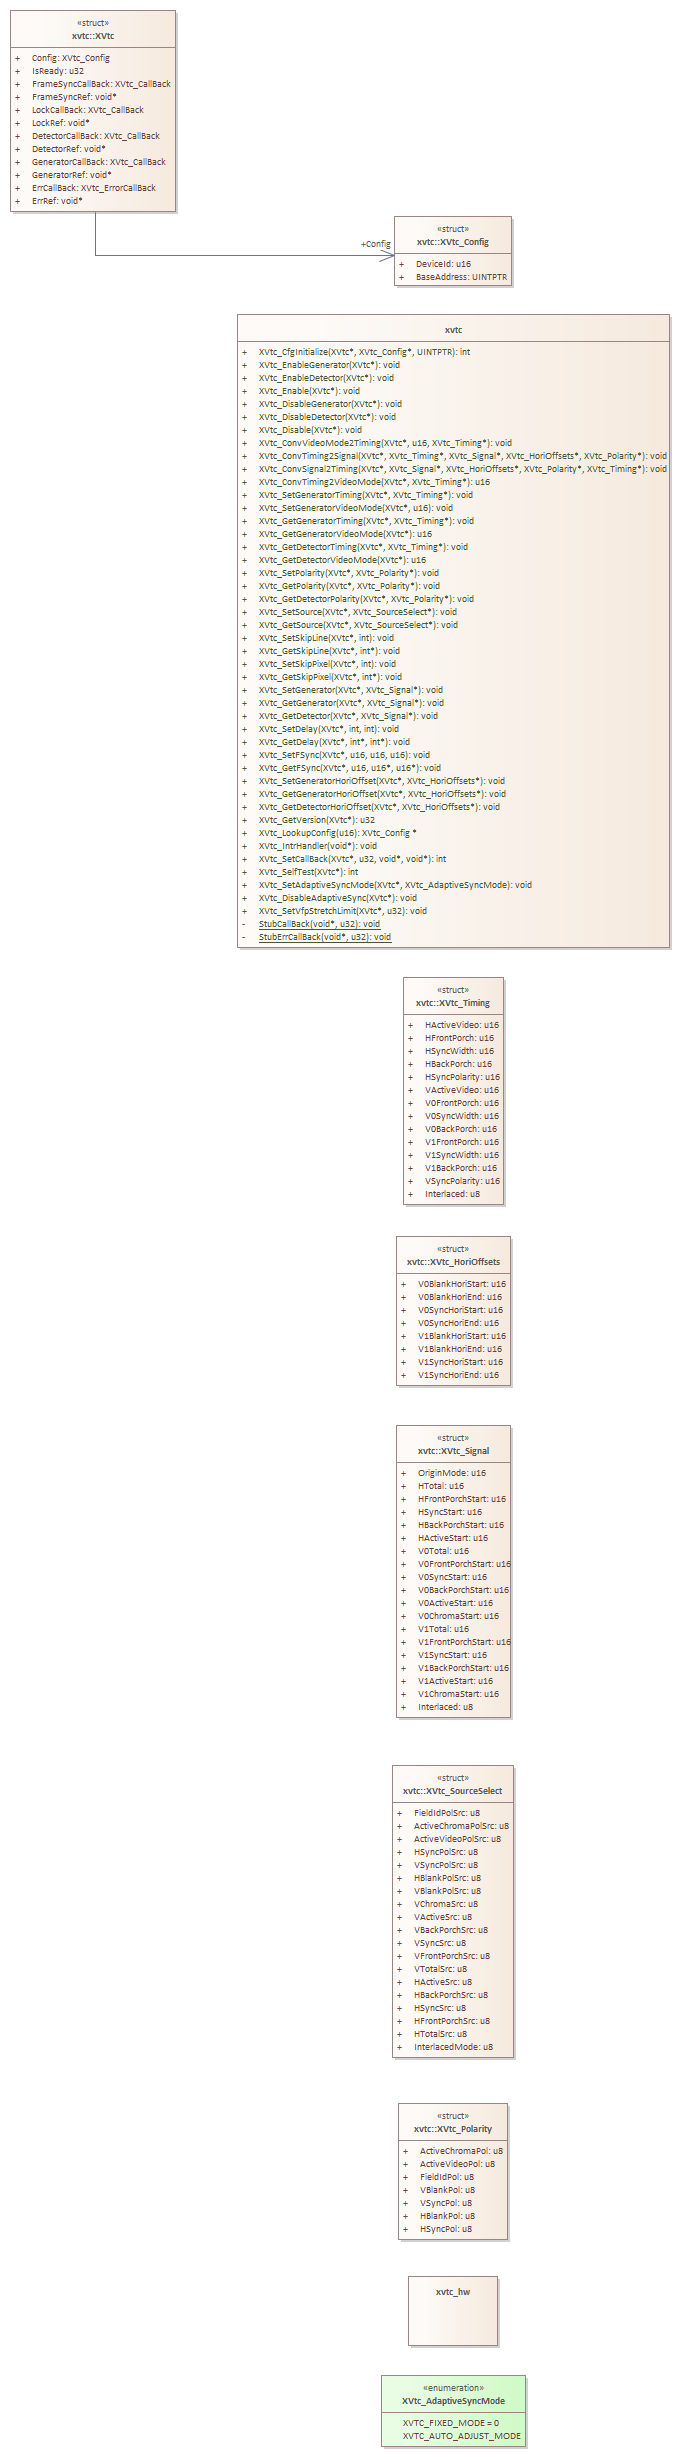 «struct»
xvtc::XVtc
+ Config: XVtc_Config
+ IsReady: u32
+ FrameSyncCallBack: XVtc_CallBack
+ FrameSyncRef: void*
+ LockCallBack: XVtc_CallBack
+ LockRef: void*
+ DetectorCallBack: XVtc_CallBack
+ DetectorRef: void*
+ GeneratorCallBack: XVtc_CallBack
+ GeneratorRef: void*
+ ErrCallBack: XVtc_ErrorCallBack
+ ErrRef: void*
+Config
«struct»
xvtc::XVtc_Config
+ DeviceId: u16
+ BaseAddress: UINTPTR
xvtc
+ XVtc_CfgInitialize(XVtc*, XVtc_Config*, UINTPTR): int
+ XVtc_EnableGenerator(XVtc*): void
+ XVtc_EnableDetector(XVtc*): void
+ XVtc_Enable(XVtc*): void
+ XVtc_DisableGenerator(XVtc*): void
+ XVtc_DisableDetector(XVtc*): void
+ XVtc_Disable(XVtc*): void
+ XVtc_ConvVideoMode2Timing(XVtc*, u16, XVtc_Timing*): void
+ XVtc_ConvTiming2Signal(XVtc*, XVtc_Timing*, XVtc_Signal*, XVtc_HoriOffsets*, XVtc_Polarity*): void
+ XVtc_ConvSignal2Timing(XVtc*, XVtc_Signal*, XVtc_HoriOffsets*, XVtc_Polarity*, XVtc_Timing*): void
+ XVtc_ConvTiming2VideoMode(XVtc*, XVtc_Timing*): u16
+ XVtc_SetGeneratorTiming(XVtc*, XVtc_Timing*): void
+ XVtc_SetGeneratorVideoMode(XVtc*, u16): void
+ XVtc_GetGeneratorTiming(XVtc*, XVtc_Timing*): void
+ XVtc_GetGeneratorVideoMode(XVtc*): u16
+ XVtc_GetDetectorTiming(XVtc*, XVtc_Timing*): void
+ XVtc_GetDetectorVideoMode(XVtc*): u16
+ XVtc_SetPolarity(XVtc*, XVtc_Polarity*): void
+ XVtc_GetPolarity(XVtc*, XVtc_Polarity*): void
+ XVtc_GetDetectorPolarity(XVtc*, XVtc_Polarity*): void
+ XVtc_SetSource(XVtc*, XVtc_SourceSelect*): void
+ XVtc_GetSource(XVtc*, XVtc_SourceSelect*): void
+ XVtc_SetSkipLine(XVtc*, int): void
+ XVtc_GetSkipLine(XVtc*, int*): void
+ XVtc_SetSkipPixel(XVtc*, int): void
+ XVtc_GetSkipPixel(XVtc*, int*): void
+ XVtc_SetGenerator(XVtc*, XVtc_Signal*): void
+ XVtc_GetGenerator(XVtc*, XVtc_Signal*): void
+ XVtc_GetDetector(XVtc*, XVtc_Signal*): void
+ XVtc_SetDelay(XVtc*, int, int): void
+ XVtc_GetDelay(XVtc*, int*, int*): void
+ XVtc_SetFSync(XVtc*, u16, u16, u16): void
+ XVtc_GetFSync(XVtc*, u16, u16*, u16*): void
+ XVtc_SetGeneratorHoriOffset(XVtc*, XVtc_HoriOffsets*): void
+ XVtc_GetGeneratorHoriOffset(XVtc*, XVtc_HoriOffsets*): void
+ XVtc_GetDetectorHoriOffset(XVtc*, XVtc_HoriOffsets*): void
+ XVtc_GetVersion(XVtc*): u32
+ XVtc_LookupConfig(u16): XVtc_Config *
+ XVtc_IntrHandler(void*): void
+ XVtc_SetCallBack(XVtc*, u32, void*, void*): int
+ XVtc_SelfTest(XVtc*): int
+ XVtc_SetAdaptiveSyncMode(XVtc*, XVtc_AdaptiveSyncMode): void
+ XVtc_DisableAdaptiveSync(XVtc*): void
+ XVtc_SetVfpStretchLimit(XVtc*, u32): void
- StubCallBack(void*, u32): void
- StubErrCallBack(void*, u32): void
«struct»
xvtc::XVtc_Timing
+ HActiveVideo: u16
+ HFrontPorch: u16
+ HSyncWidth: u16
+ HBackPorch: u16
+ HSyncPolarity: u16
+ VActiveVideo: u16
+ V0FrontPorch: u16
+ V0SyncWidth: u16
+ V0BackPorch: u16
+ V1FrontPorch: u16
+ V1SyncWidth: u16
+ V1BackPorch: u16
+ VSyncPolarity: u16
+ Interlaced: u8
«struct»
xvtc::XVtc_HoriOffsets
+ V0BlankHoriStart: u16
+ V0BlankHoriEnd: u16
+ V0SyncHoriStart: u16
+ V0SyncHoriEnd: u16
+ V1BlankHoriStart: u16
+ V1BlankHoriEnd: u16
+ V1SyncHoriStart: u16
+ V1SyncHoriEnd: u16
«struct»
xvtc::XVtc_Signal
+ OriginMode: u16
+ HTotal: u16
+ HFrontPorchStart: u16
+ HSyncStart: u16
+ HBackPorchStart: u16
+ HActiveStart: u16
+ V0Total: u16
+ V0FrontPorchStart: u16
+ V0SyncStart: u16
+ V0BackPorchStart: u16
+ V0ActiveStart: u16
+ V0ChromaStart: u16
+ V1Total: u16
+ V1FrontPorchStart: u16
+ V1SyncStart: u16
+ V1BackPorchStart: u16
+ V1ActiveStart: u16
+ V1ChromaStart: u16
+ Interlaced: u8
«struct»
xvtc::XVtc_SourceSelect
+ FieldIdPolSrc: u8
+ ActiveChromaPolSrc: u8
+ ActiveVideoPolSrc: u8
+ HSyncPolSrc: u8
+ VSyncPolSrc: u8
+ HBlankPolSrc: u8
+ VBlankPolSrc: u8
+ VChromaSrc: u8
+ VActiveSrc: u8
+ VBackPorchSrc: u8
+ VSyncSrc: u8
+ VFrontPorchSrc: u8
+ VTotalSrc: u8
+ HActiveSrc: u8
+ HBackPorchSrc: u8
+ HSyncSrc: u8
+ HFrontPorchSrc: u8
+ HTotalSrc: u8
+ InterlacedMode: u8
«struct»
xvtc::XVtc_Polarity
+ ActiveChromaPol: u8
+ ActiveVideoPol: u8
+ FieldIdPol: u8
+ VBlankPol: u8
+ VSyncPol: u8
+ HBlankPol: u8
+ HSyncPol: u8
xvtc_hw
«enumeration»
XVtc_AdaptiveSyncMode
XVTC_FIXED_MODE = 0
XVTC_AUTO_ADJUST_MODE